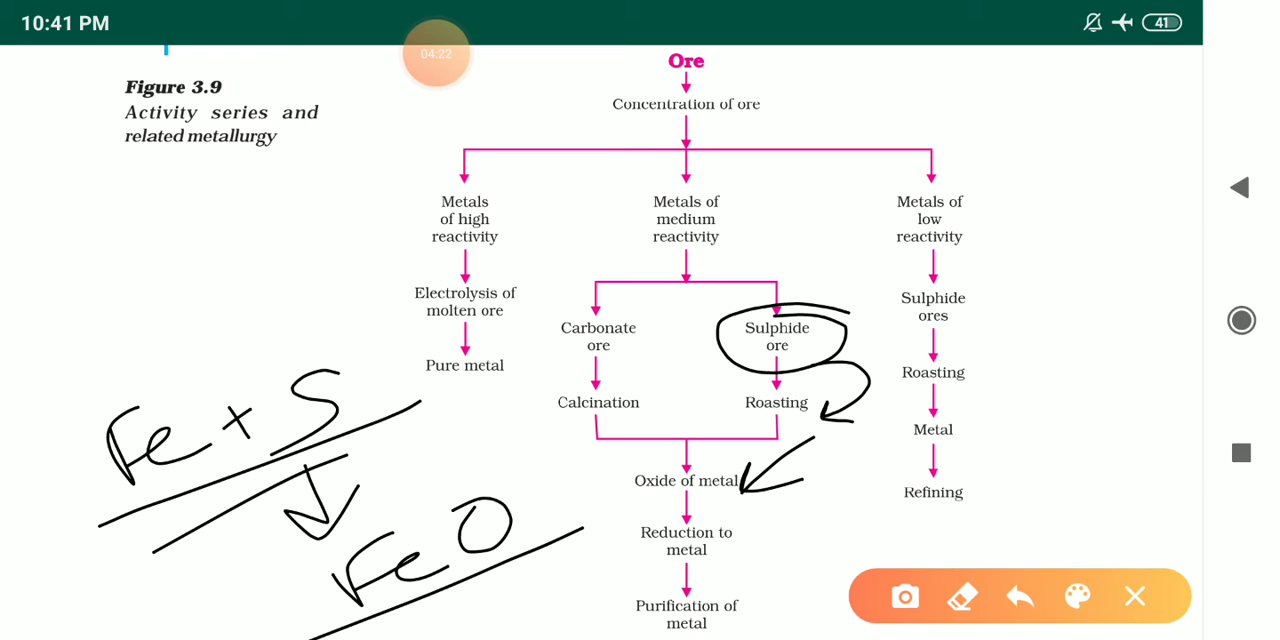 10:41 PM
41
04:22
Figure 3.9
Activity series and
related metallurgy
Ore
Concentration of ore
Metals
of high
reactivity
Metals of
medium
reactivity
Metals of
low
reactivity
Electrolysis of
molten ore
Pure metal
Carbonate
ore
Calcination
Sulphide
ore
Roasting
Sulphide
ores
Roasting
Metal
Refining
Oxide of metal
Reduction to
metal
Purification of
metal
Fe + S
FeO